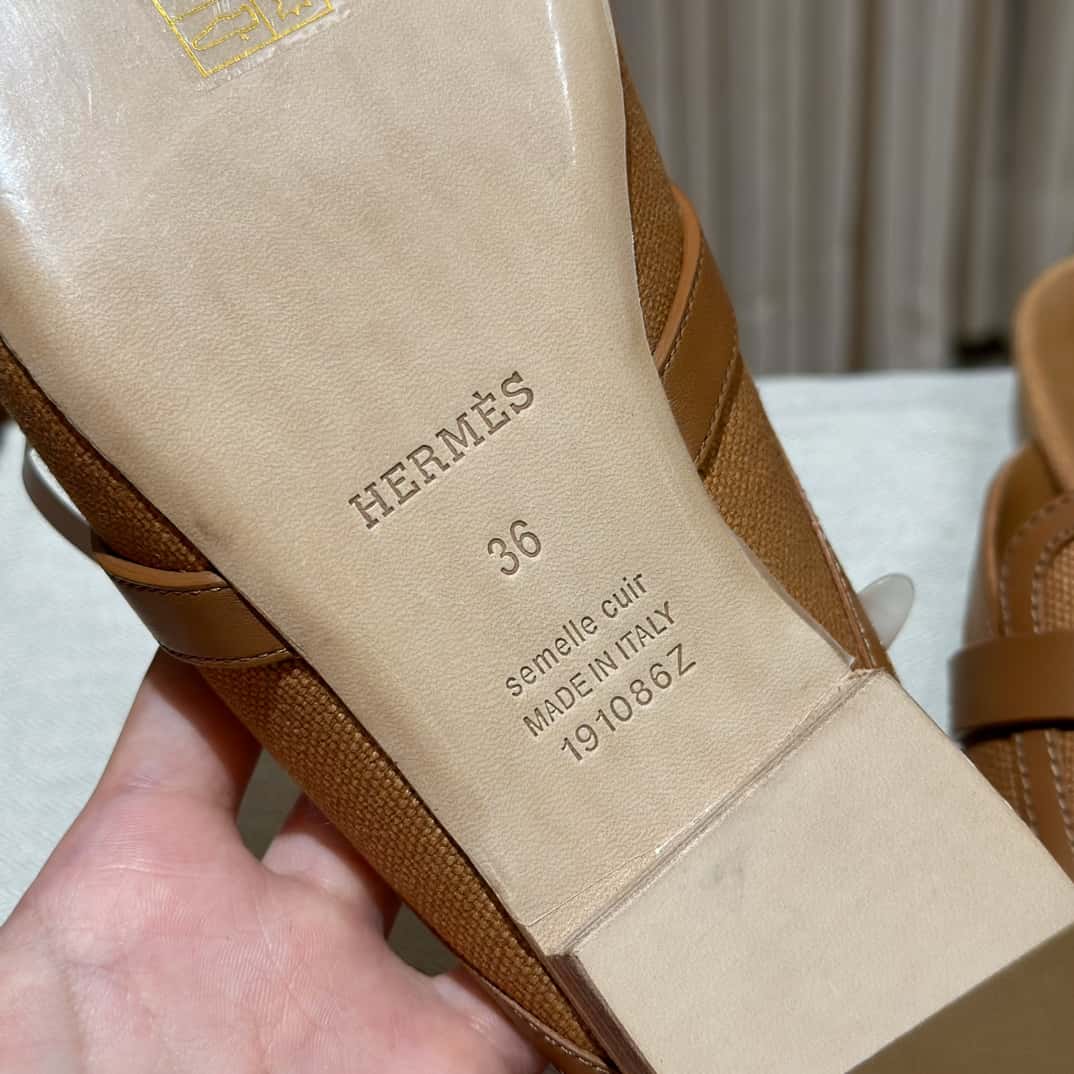 HERMÈS
36
semelle cuir
MADE IN ITALY
191086Z